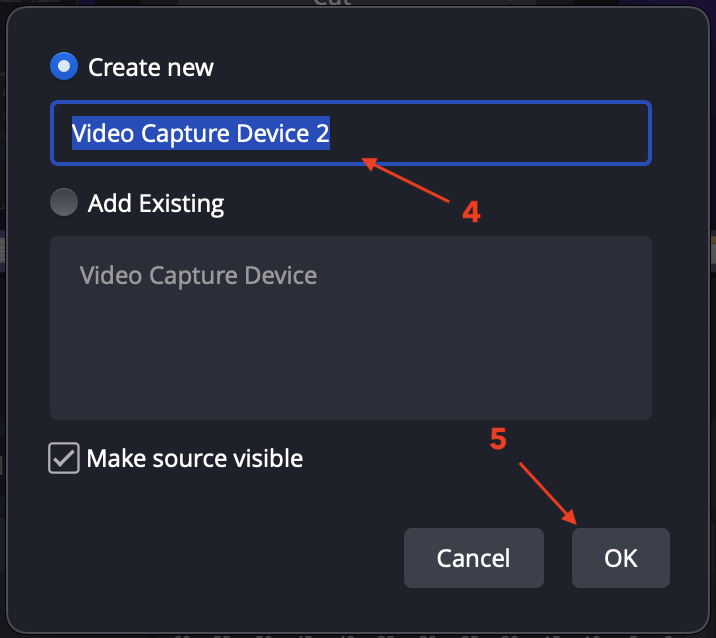 Create new
Video Capture Device 2
Add Existing
4
Video Capture Device
5
Make source visible
Cancel
OK